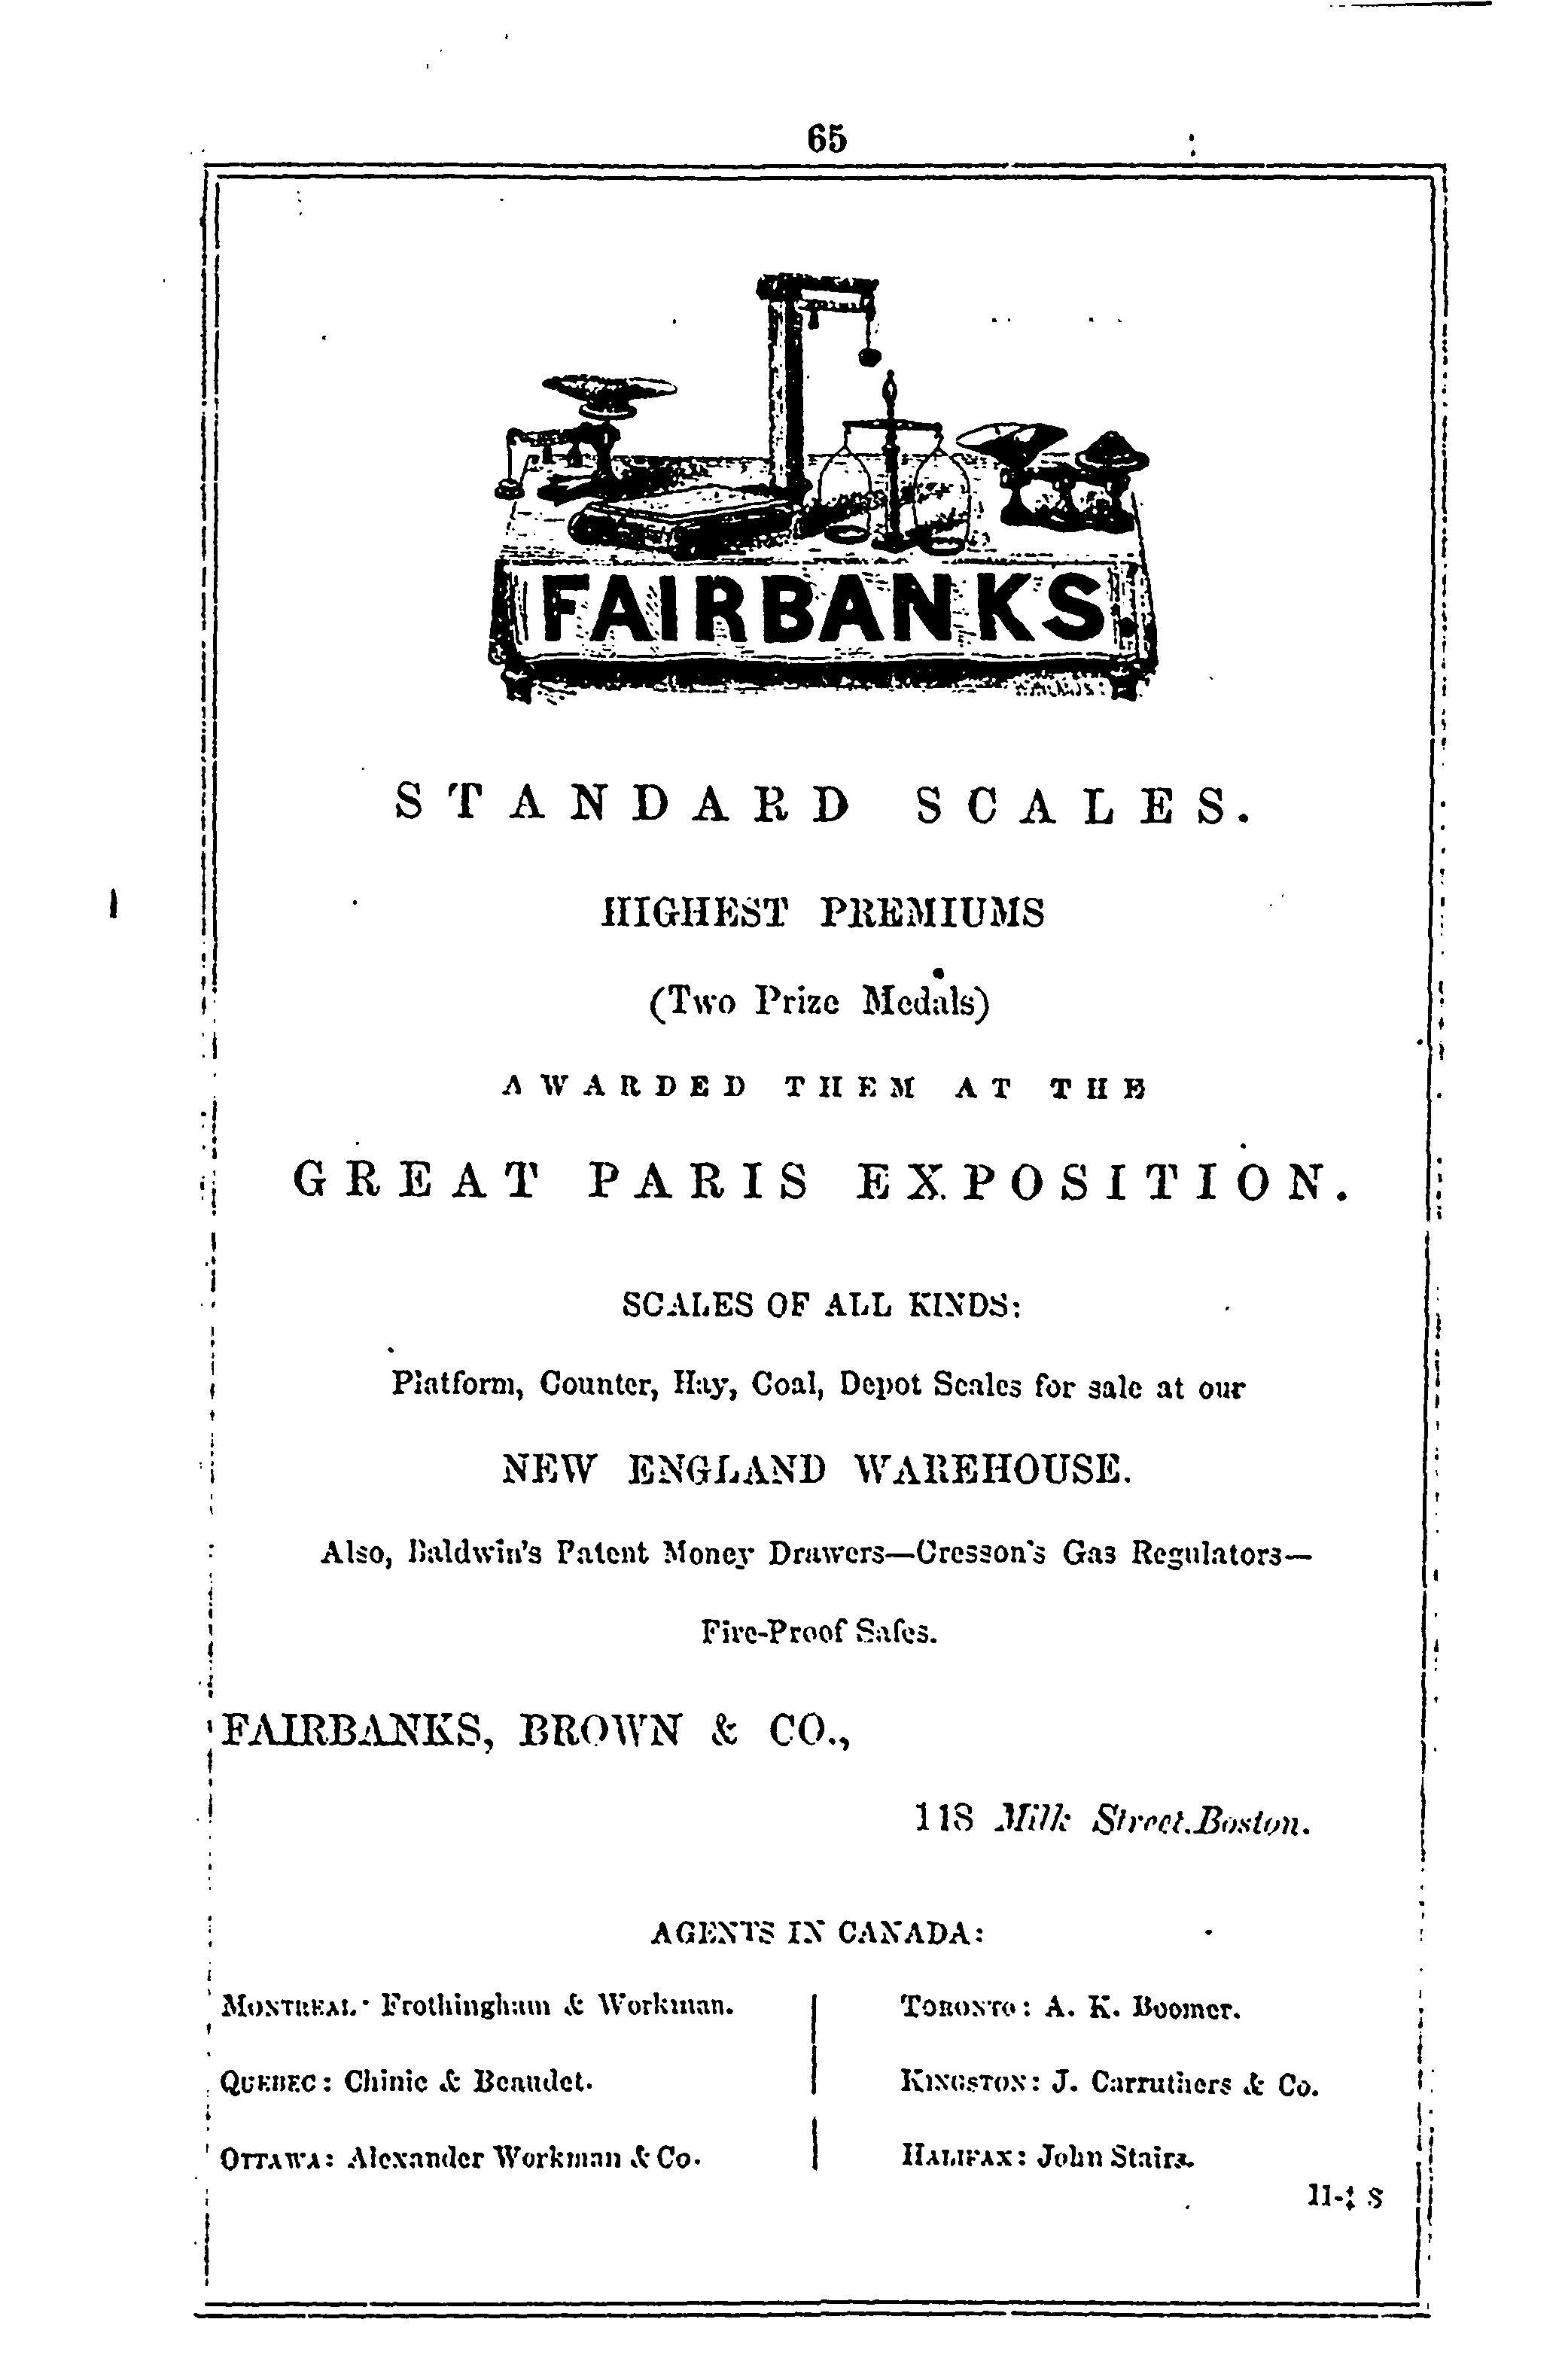 65
FAIRBANKS
STANDARD SCALES.
HIGHEST PREMIUMS
(Two Prize Medals)
AWARDED THEM AT THE
GREAT PARIS EXPOSITION.
SCALES OF ALL KINDS:
Platform, Counter, Hay, Coal, Depot Scales for sale at our
NEW ENGLAND WAREHOUSE.
Also, Baldwin's Patent Money Drawers—Cresson's Gas Regulators—
Fire-Proof Safes.
FAIRBANKS, BROWN & CO.,
118 Milk Street. Boston.
AGENTS IN CANADA:
MONTREAL: Frothingham & Workman.
QUEBEC: Chinic & Beaudet.
OTTAWA: Alexander Workman & Co.
TORONTO: A. K. Boomer.
KINGSTON: J. Carruthers & Co.
HALIFAX: John Stairs.